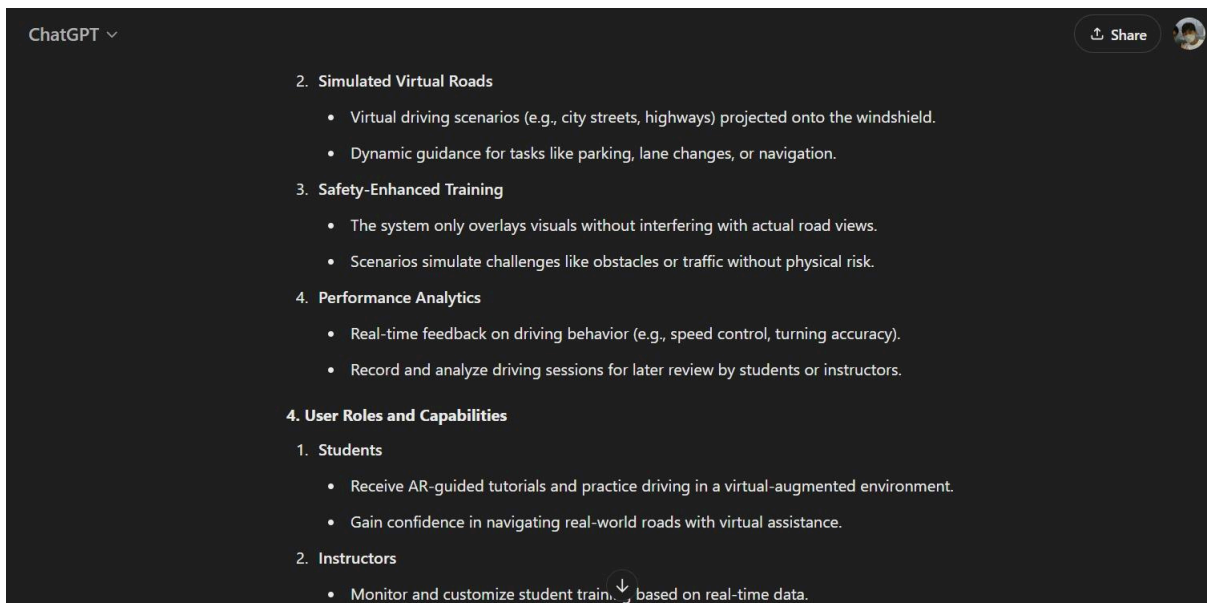 ChatGPT
Share
2. Simulated Virtual Roads
• Virtual driving scenarios (e.g., city streets, highways) projected onto the windshield.
• Dynamic guidance for tasks like parking, lane changes, or navigation.
3. Safety-Enhanced Training
• The system only overlays visuals without interfering with actual road views.
• Scenarios simulate challenges like obstacles or traffic without physical risk.
4. Performance Analytics
• Real-time feedback on driving behavior (e.g., speed control, turning accuracy).
• Record and analyze driving sessions for later review by students or instructors.
4. User Roles and Capabilities
1. Students
• Receive AR-guided tutorials and practice driving in a virtual-augmented environment.
• Gain confidence in navigating real-world roads with virtual assistance.
2. Instructors
• Monitor and customize student based on real-time data.